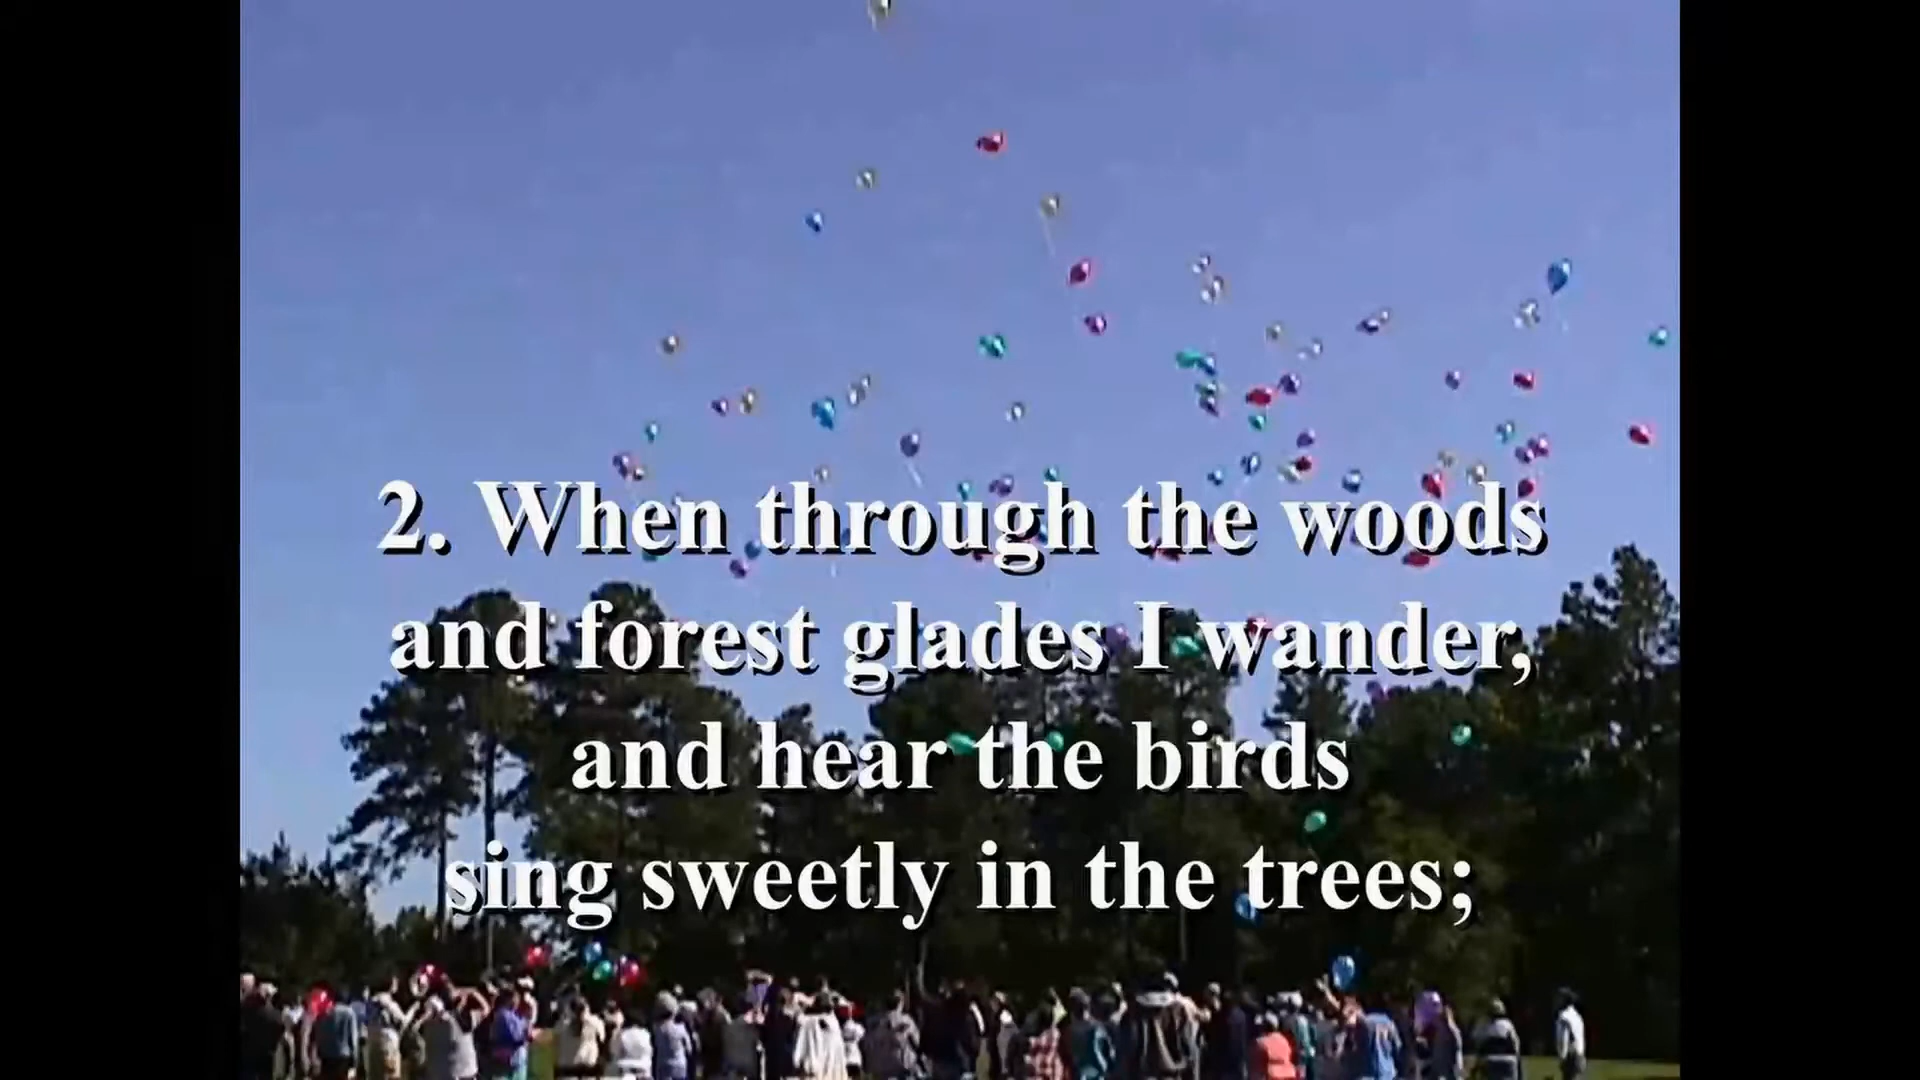 2. When through the woods
and forest glades I wander,
and hear the birds
sing sweetly in the trees;